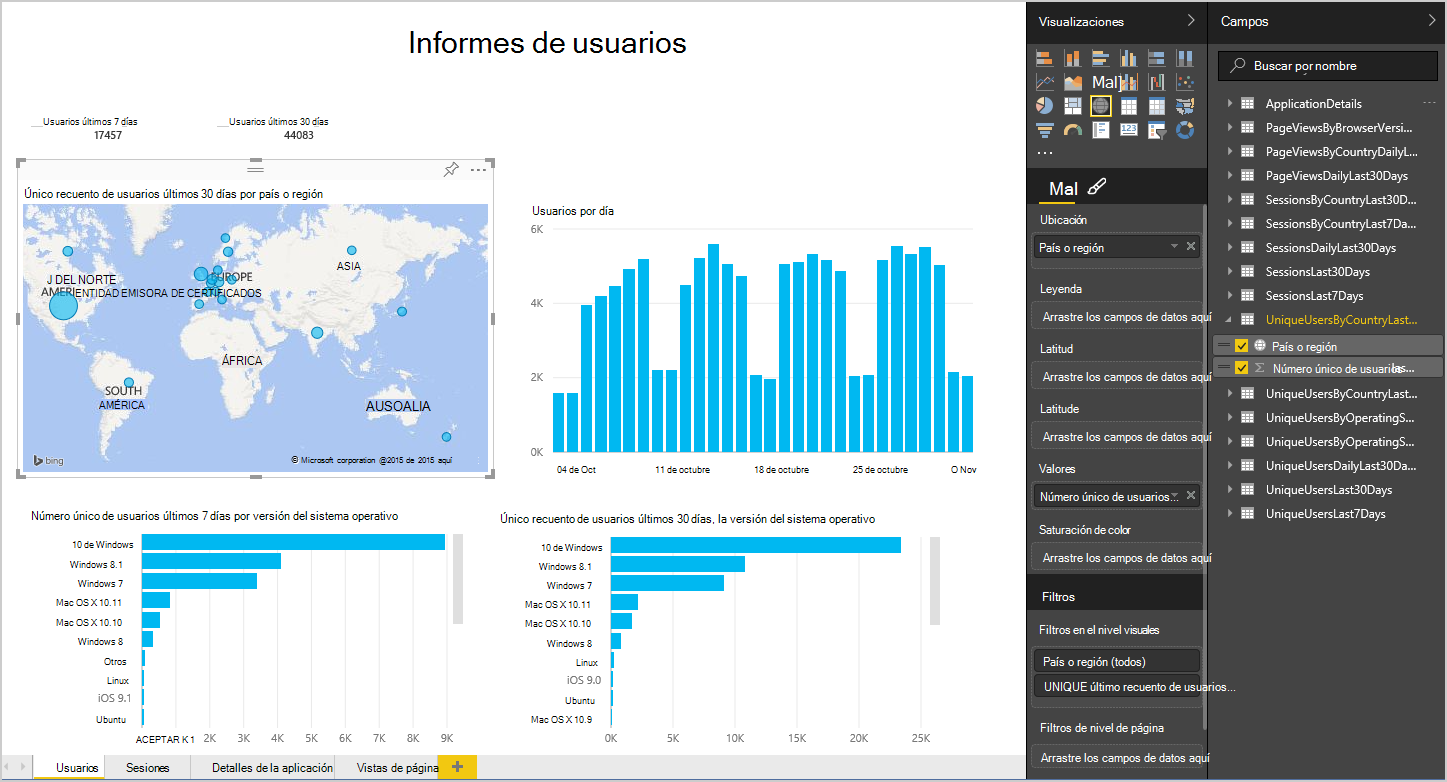 Informes de usuarios
Usuarios últimos 7 días
17457
Usuarios últimos 30 días
44083
Único recuento de usuarios últimos 30 días por país o región
J DEL NORTE
AMERI
ENTIDAD EMISORA DE CERTIFICADOS
EUROPE
ASIA
ÁFRICA
SOUTH
AMÉRICA
AUSOALIA
bing
© Microsoft corporation @2015 de 2015 aquí
Usuarios por día
6K
4K
2K
0K
04 de Oct
11 de octubre
18 de octubre
25 de octubre
O Nov
Número único de usuarios últimos 7 días por versión del sistema operativo
10 de Windows
Windows 8.1
Windows 7
Mac OS X 10.11
Mac OS X 10.10
Windows 8
Otros
Linux
iOS 9.1
Ubuntu
ACEPTAR K 1
2K
3K
4K
5K
6K
7K
8K
9K
Único recuento de usuarios últimos 30 días, la versión del sistema operativo
10 de Windows
Windows 8.1
Windows 7
Mac OS X 10.11
Mac OS X 10.10
Windows 8
Linux
iOS 9.0
Ubuntu
Mac OS X 10.9
0K
5K
10K
15K
20K
25K
Usuarios
Sesiones
Detalles de la aplicación
Vistas de página
+
Visualizaciones
Mal]
123
...
Mal
Ubicación
País o región
Leyenda
Arrastre los campos de datos aquí
Latitud
Arrastre los campos de datos aquí
Latitude
Arrastre los campos de datos aquí
Valores
Número único de usuarios...
Saturación de color
Arrastre los campos de datos aquí
Filtros
Filtros en el nivel visuales
País o región (todos)
UNIQUE último recuento de usuarios...
Filtros de nivel de página
Arrastre los campos de datos aquí
Campos
Buscar por nombre
ApplicationDetails
PageViewsByBrowserVersi...
PageViewsByCountryDailyL...
PageViewsDailyLast30Days
SessionsByCountryLast30D...
SessionsByCountryLast7Da...
SessionsDailyLast30Days
SessionsLast30Days
SessionsLast7Days
UniqueUsersByCountryLast...
País o región
Número único de usuarios
UniqueUsersByCountryLast...
UniqueUsersByOperatingS...
UniqueUsersByOperatingS...
UniqueUsersDailyLast30Da...
UniqueUsersLast30Days
UniqueUsersLast7Days